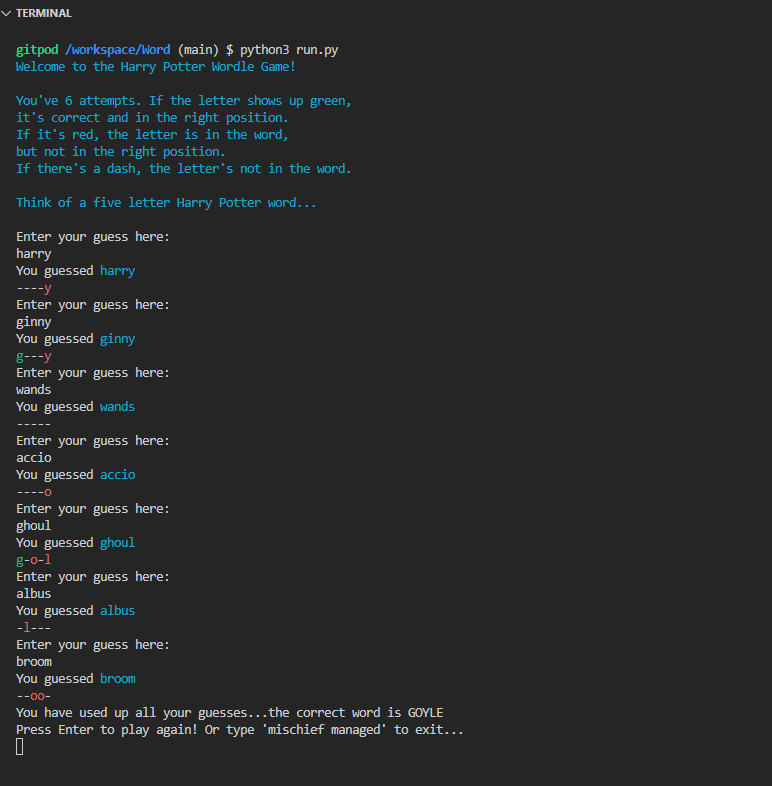 TERMINAL
gitpod /workspace/Word (main) $ python3 run.py
Welcome to the Harry Potter Wordle Game!
You've 6 attempts. If the letter shows up green,
it's correct and in the right position.
If it's red, the letter is in the word,
but not in the right position.
If there's a dash, the letter's not in the word.
Think of a five letter Harry Potter word...
Enter your guess here:
harry
You guessed harry
----y
Enter your guess here:
ginny
You guessed ginny
g---y
Enter your guess here:
wands
You guessed wands
-----
Enter your guess here:
accio
You guessed accio
----o
Enter your guess here:
ghoul
You guessed ghoul
g-o-l
Enter your guess here:
albus
You guessed albus
-l---
Enter your guess here:
broom
You guessed broom
--oo-
You have used up all your guesses...the correct word is GOYLE
Press Enter to play again! Or type 'mischief managed' to exit...